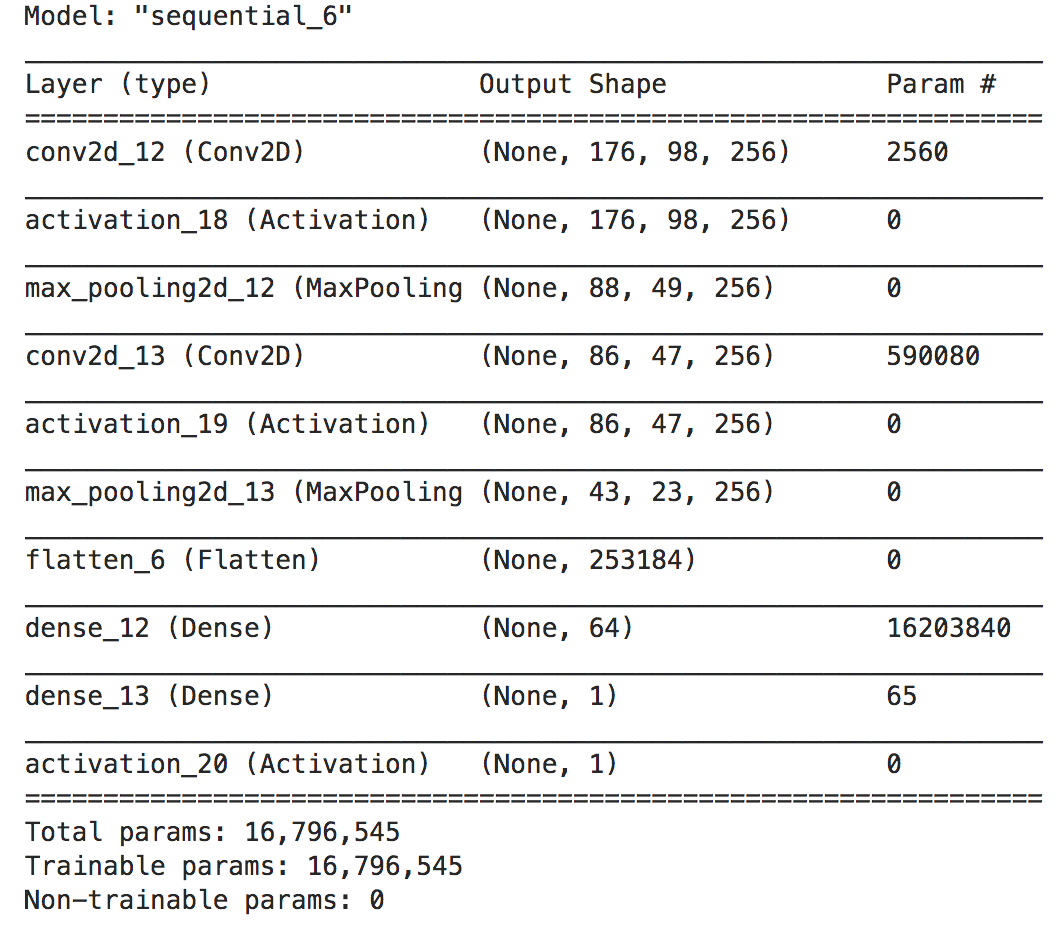 Model: "sequential_6"
Layer (type) Output Shape Param #
conv2d_12 (Conv2D) (None, 176, 98, 256) 2560
activation_18 (Activation) (None, 176, 98, 256) 0
max_pooling2d_12 (MaxPooling (None, 88, 49, 256) 0
conv2d_13 (Conv2D) (None, 86, 47, 256) 590080
activation_19 (Activation) (None, 86, 47, 256) 0
max_pooling2d_13 (MaxPooling (None, 43, 23, 256) 0
flatten_6 (Flatten) (None, 253184) 0
dense_12 (Dense) (None, 64) 16203840
dense_13 (Dense) (None, 1) 65
activation_20 (Activation) (None, 1) 0
Total params: 16,796,545
Trainable params: 16,796,545
Non-trainable params: 0